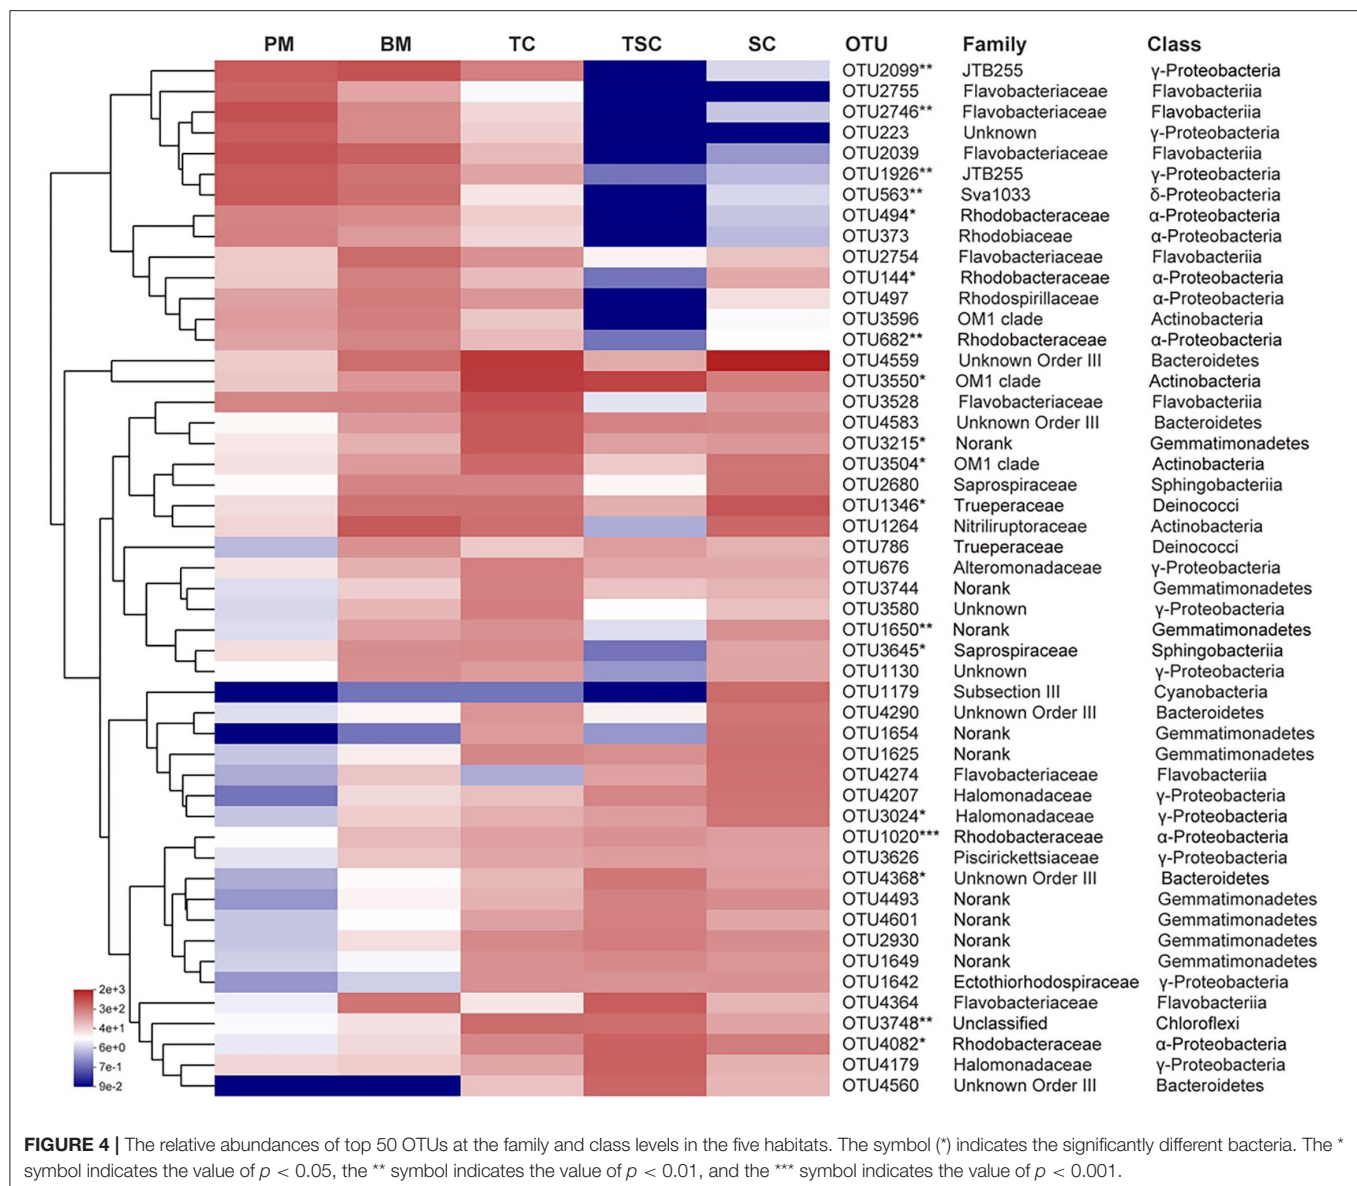 PM BM TC TSC SC OTU Family Class
OTU2099** JTB255 γ-Proteobacteria
OTU2755 Flavobacteriaceae Flavobacteriia
OTU2746** Flavobacteriaceae Flavobacteriia
OTU223 Unknown γ-Proteobacteria
OTU2039 Flavobacteriaceae Flavobacteriia
OTU1926** JTB255 γ-Proteobacteria
OTU563** Sva1033 δ-Proteobacteria
OTU494* Rhodobacteraceae α-Proteobacteria
OTU373 Rhodobiaceae α-Proteobacteria
OTU2754 Flavobacteriaceae Flavobacteriia
OTU144* Rhodobacteraceae α-Proteobacteria
OTU497 Rhodospirillaceae α-Proteobacteria
OTU3596 OM1 clade Actinobacteria
OTU682** Rhodobacteraceae α-Proteobacteria
OTU4559 Unknown Order III Bacteroidetes
OTU3550* OM1 clade Actinobacteria
OTU3528 Flavobacteriaceae Flavobacteriia
OTU4583 Unknown Order III Bacteroidetes
OTU3215* Norank Gemmatimonadetes
OTU3504* OM1 clade Actinobacteria
OTU2680 Saprospiraceae Sphingobacteriia
OTU1346* Trueperaceae Deinococci
OTU1264 Nitriliruptoraceae Actinobacteria
OTU786 Trueperaceae Deinococci
OTU676 Alteromonadaceae γ-Proteobacteria
OTU3744 Norank Gemmatimonadetes
OTU3580 Unknown γ-Proteobacteria
OTU1650** Norank Gemmatimonadetes
OTU3645* Saprospiraceae Sphingobacteriia
OTU1130 Unknown γ-Proteobacteria
OTU1179 Subsection III Cyanobacteria
OTU4290 Unknown Order III Bacteroidetes
OTU1654 Norank Gemmatimonadetes
OTU1625 Norank Gemmatimonadetes
OTU4274 Flavobacteriaceae Flavobacteriia
OTU4207 Halomonadaceae γ-Proteobacteria
OTU3024* Halomonadaceae γ-Proteobacteria
OTU1020*** Rhodobacteraceae α-Proteobacteria
OTU3626 Piscirickettsiaceae γ-Proteobacteria
OTU4368* Unknown Order III Bacteroidetes
OTU4493 Norank Gemmatimonadetes
OTU4601 Norank Gemmatimonadetes
OTU2930 Norank Gemmatimonadetes
OTU1649 Norank Gemmatimonadetes
OTU1642 Ectothiorhodospiraceae γ-Proteobacteria
OTU4364 Flavobacteriaceae Flavobacteriia
OTU3748** Unclassified Chloroflexi
OTU4082* Rhodobacteraceae α-Proteobacteria
OTU4179 Halomonadaceae γ-Proteobacteria
OTU4560 Unknown Order III Bacteroidetes
2e+3
3e+2
4e+1
6e+0
7e-1
9e-2
FIGURE 4 | The relative abundances of top 50 OTUs at the family and class levels in the five habitats. The symbol (*) indicates the significantly different bacteria. The *
symbol indicates the value of p < 0.05, the ** symbol indicates the value of p < 0.01, and the *** symbol indicates the value of p < 0.001.